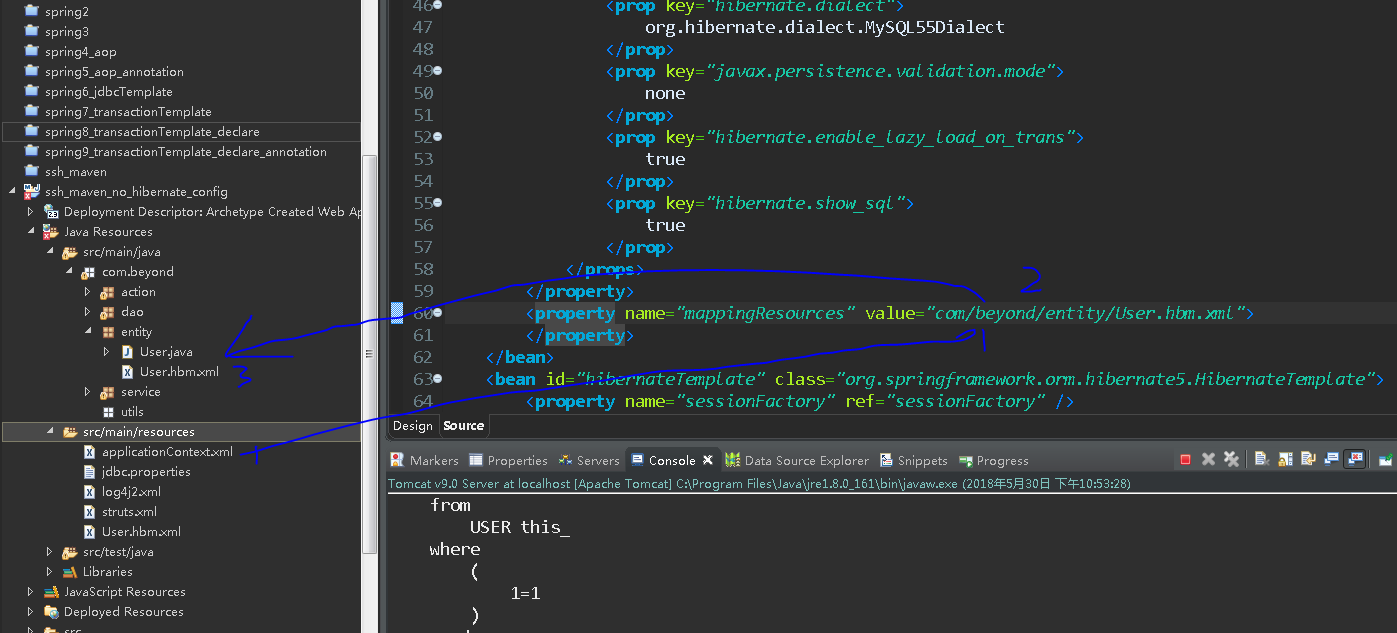 spring2
spring3
spring4_aop
spring5_aop_annotation
spring6_jdbcTemplate
spring7_transactionTemplate
spring8_transactionTemplate_declare
spring9_transactionTemplate_declare_annotation
ssh_maven
ssh_maven_no_hibernate_config
Deployment Descriptor: Archetype Created Web Ap
Java Resources
src/main/java
com.beyond
action
dao
entity
User.java
User.hbm.xml
3
service
utils
src/main/resources
applicationContext.xml
1
jdbc.properties
log4j2.xml
struts.xml
User.hbm.xml
src/test/java
Libraries
JavaScript Resources
Deployed Resources
src
46 <prop key="hibernate.dialect">
47 org.hibernate.dialect.MySQL55Dialect
48 </prop>
49 <prop key="javax.persistence.validation.mode">
50 none
51 </prop>
52 <prop key="hibernate.enable_lazy_load_on_trans">
53 true
54 </prop>
55 <prop key="hibernate.show_sql">
56 true
57 </prop>
58 </props>
59 </property>
2
60 <property name="mappingResources" value="com/beyond/entity/User.hbm.xml">
61 </property>
62 </bean>
63 <bean id="hibernateTemplate" class="org.springframework.orm.hibernate5.HibernateTemplate">
64 <property name="sessionFactory" ref="sessionFactory" />
Design Source
Markers Properties Servers Console Data Source Explorer Snippets Progress
Tomcat v9.0 Server at localhost [Apache Tomcat] C:\Program Files\Java\jre1.8.0_161\bin\javaw.exe (2018年5月30日 下午10:53:28)
from
USER this_
where
(
1=1
)